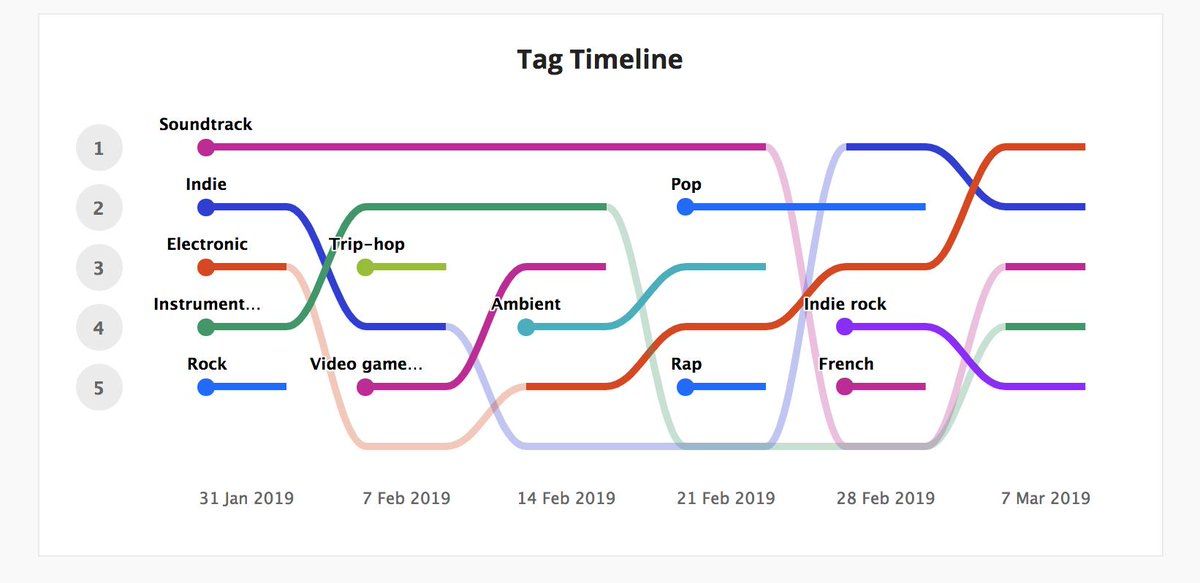 Tag Timeline
Soundtrack
1
Indie
Pop
2
Electronic
Trip-hop
3
Instrument...
Ambient
Indie rock
4
Rock
Video game...
Rap
French
5
31 Jan 2019
7 Feb 2019
14 Feb 2019
21 Feb 2019
28 Feb 2019
7 Mar 2019